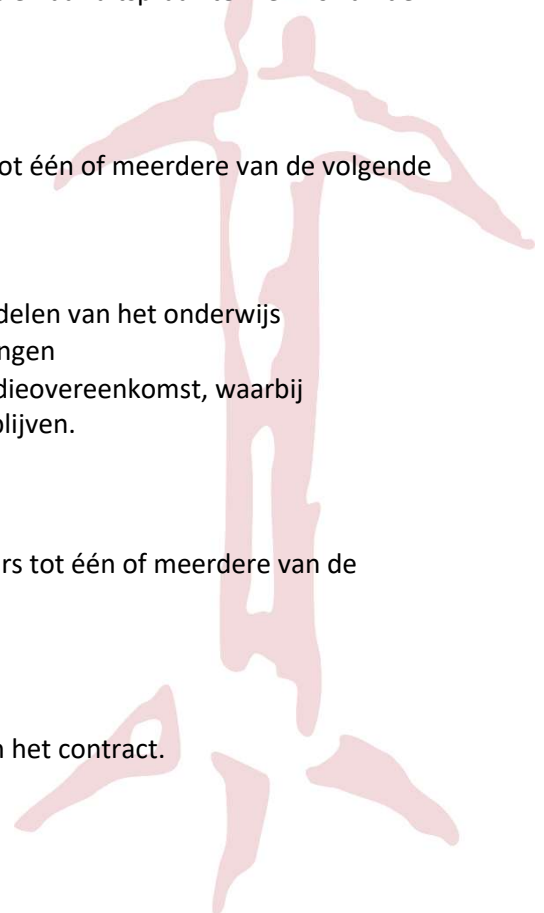 ot één of meerdere van de volgende
delen van het onderwijs
ngen
dieovereenkomst, waarbij
blijven.
rs tot één of meerdere van de
n het contract.